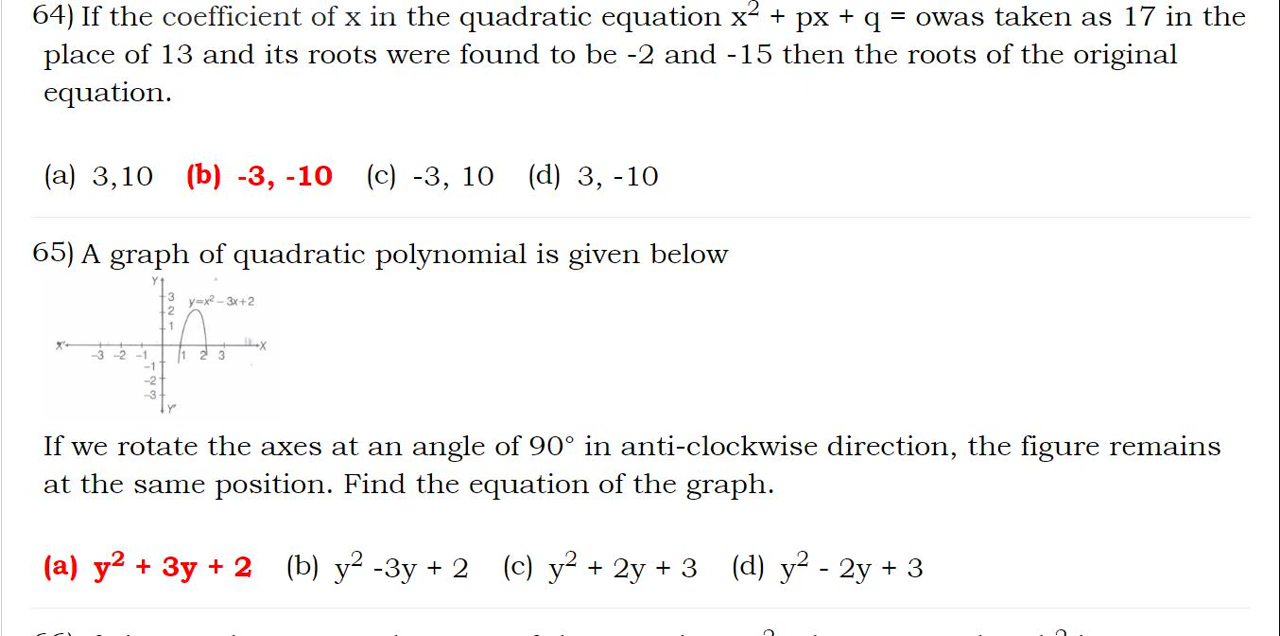 64) If the coefficient of x in the quadratic equation x² + px + q = owas taken as 17 in the
place of 13 and its roots were found to be -2 and -15 then the roots of the original
equation.
(a) 3,10 (b) -3, -10 (c) -3, 10 (d) 3, -10
65) A graph of quadratic polynomial is given below
Y
3
y=x² – 3x+2
2
1
X' X
–3 –2 –1 1 2 3
–1
–2
–3
Y'
If we rotate the axes at an angle of 90° in anti-clockwise direction, the figure remains
at the same position. Find the equation of the graph.
(a) y² + 3y + 2 (b) y² -3y + 2 (c) y² + 2y + 3 (d) y² - 2y + 3